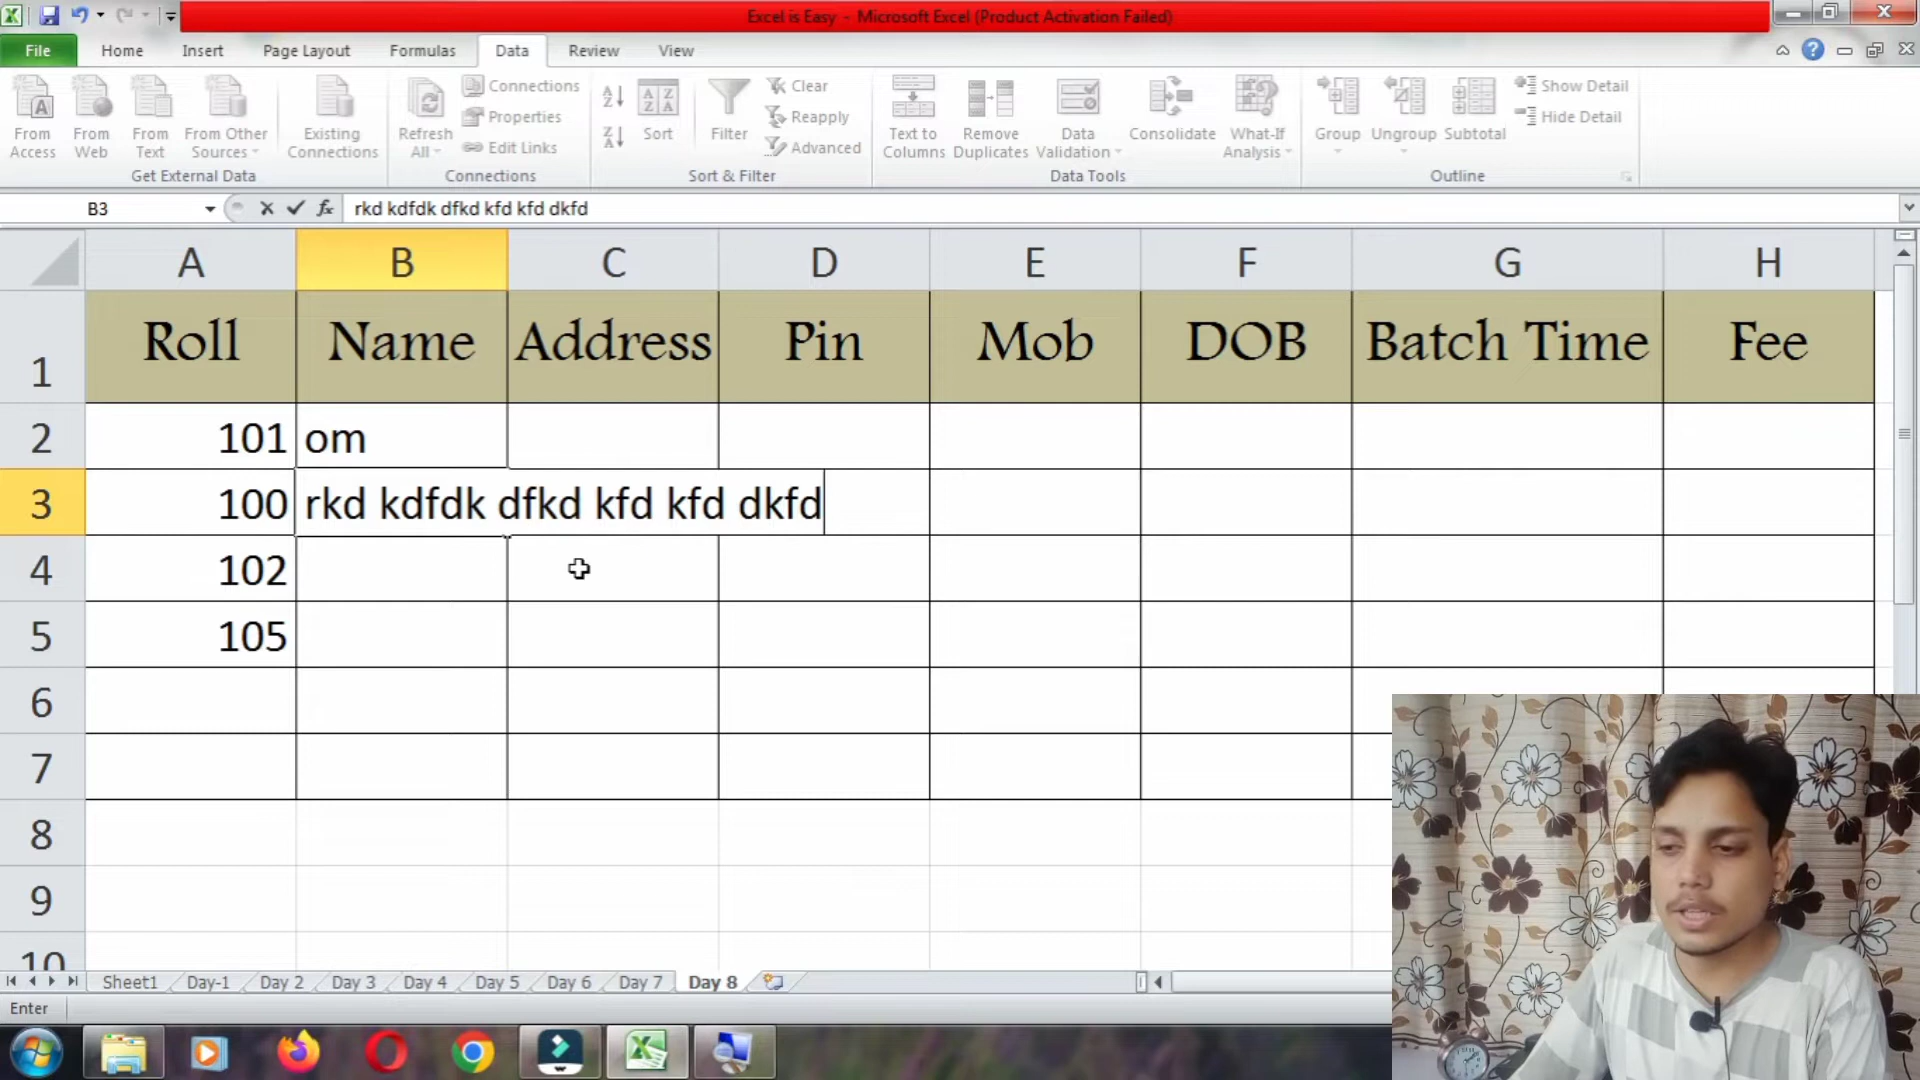 Excel is Easy - Microsoft Excel (Product Activation Failed)
File Home Insert Page Layout Formulas Data Review View
From Access From Web From Text From Other Sources Existing Connections Refresh All Connections Properties Edit Links Sort Filter Clear Reapply Advanced Text to Columns Remove Duplicates Data Validation Consolidate What-If Analysis Group Ungroup Subtotal Show Detail Hide Detail
Get External Data Connections Sort & Filter Data Tools Outline
B3 fx rkd kdfdk dfkd kfd kfd dkfd
A B C D E F G H
1 Roll Name Address Pin Mob DOB Batch Time Fee
2 101 om
3 100 rkd kdfdk dfkd kfd kfd dkfd
4 102
5 105
6
7
8
9
10
Sheet1 Day-1 Day 2 Day 3 Day 4 Day 5 Day 6 Day 7 Day 8
Enter